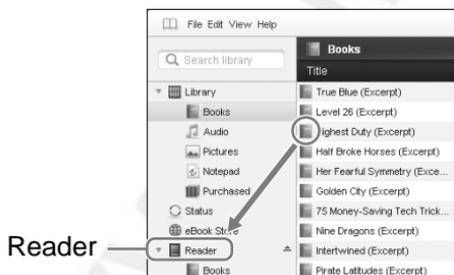 File Edit View Help
Search library
Books
Title
Library
Books
Audio
Pictures
Notepad
Purchased
Status
eBook Store
Reader
Books
True Blue (Excerpt)
Level 26 (Excerpt)
ighest Duty (Excerpt)
Half Broke Horses (Excerpt)
Her Fearful Symmetry (Exce...
Golden City (Excerpt)
75 Money-Saving Tech Trick...
Nine Dragons (Excerpt)
Intertwined (Excerpt)
Pirate Latitudes (Excerpt)
Reader